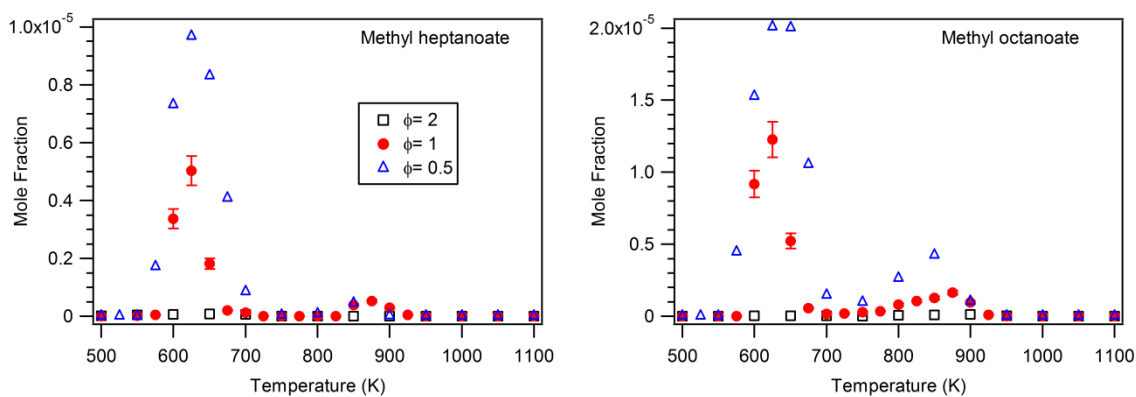 Methyl heptanoate
1.0x10-5
0.8
0.6
0.4
0.2
0
Mole Fraction
ϕ= 2
ϕ= 1
ϕ= 0.5
500 600 700 800 900 1000 1100
Temperature (K)
Methyl octanoate
2.0x10-5
1.5
1.0
0.5
0
Mole Fraction
500 600 700 800 900 1000 1100
Temperature (K)